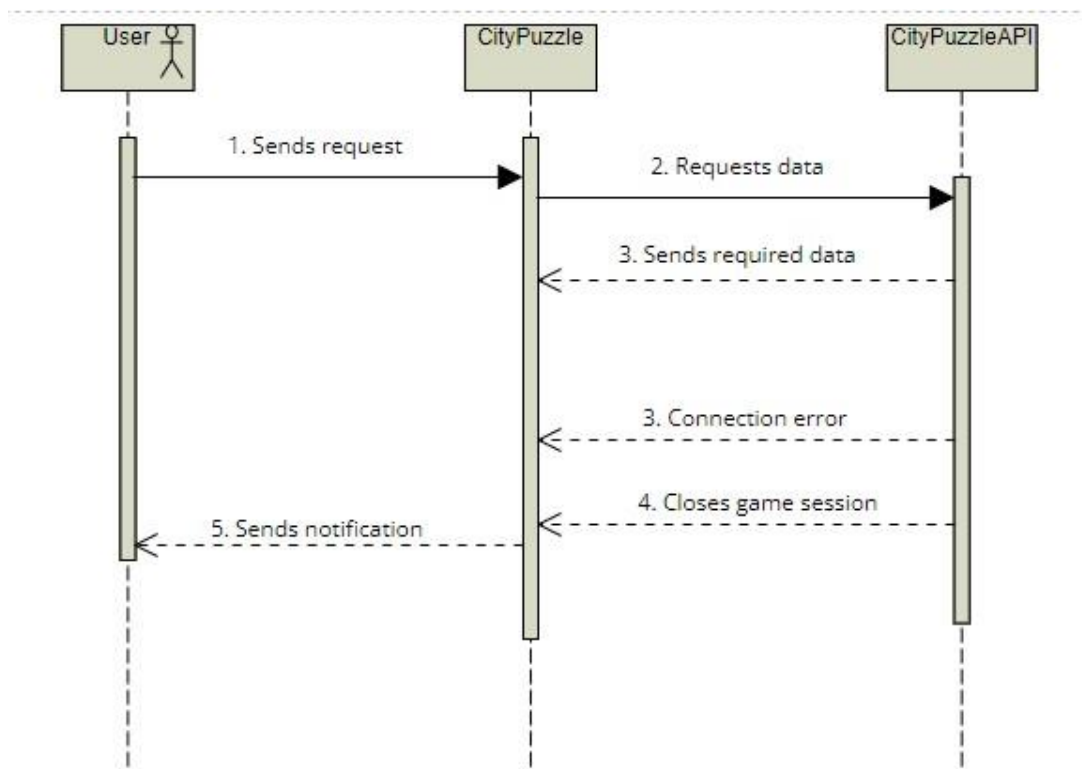 User
CityPuzzle
CityPuzzleAPI
1. Sends request
2. Requests data
3. Sends required data
3. Connection error
4. Closes game session
5. Sends notification